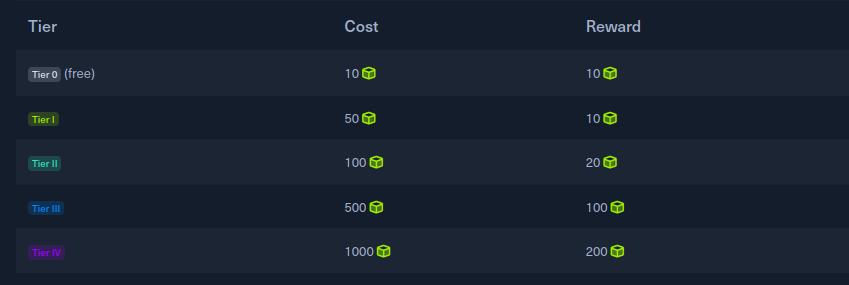 Tier Cost Reward
Tier 0 (free) 10 10
Tier I 50 10
Tier II 100 20
Tier III 500 100
Tier IV 1000 200